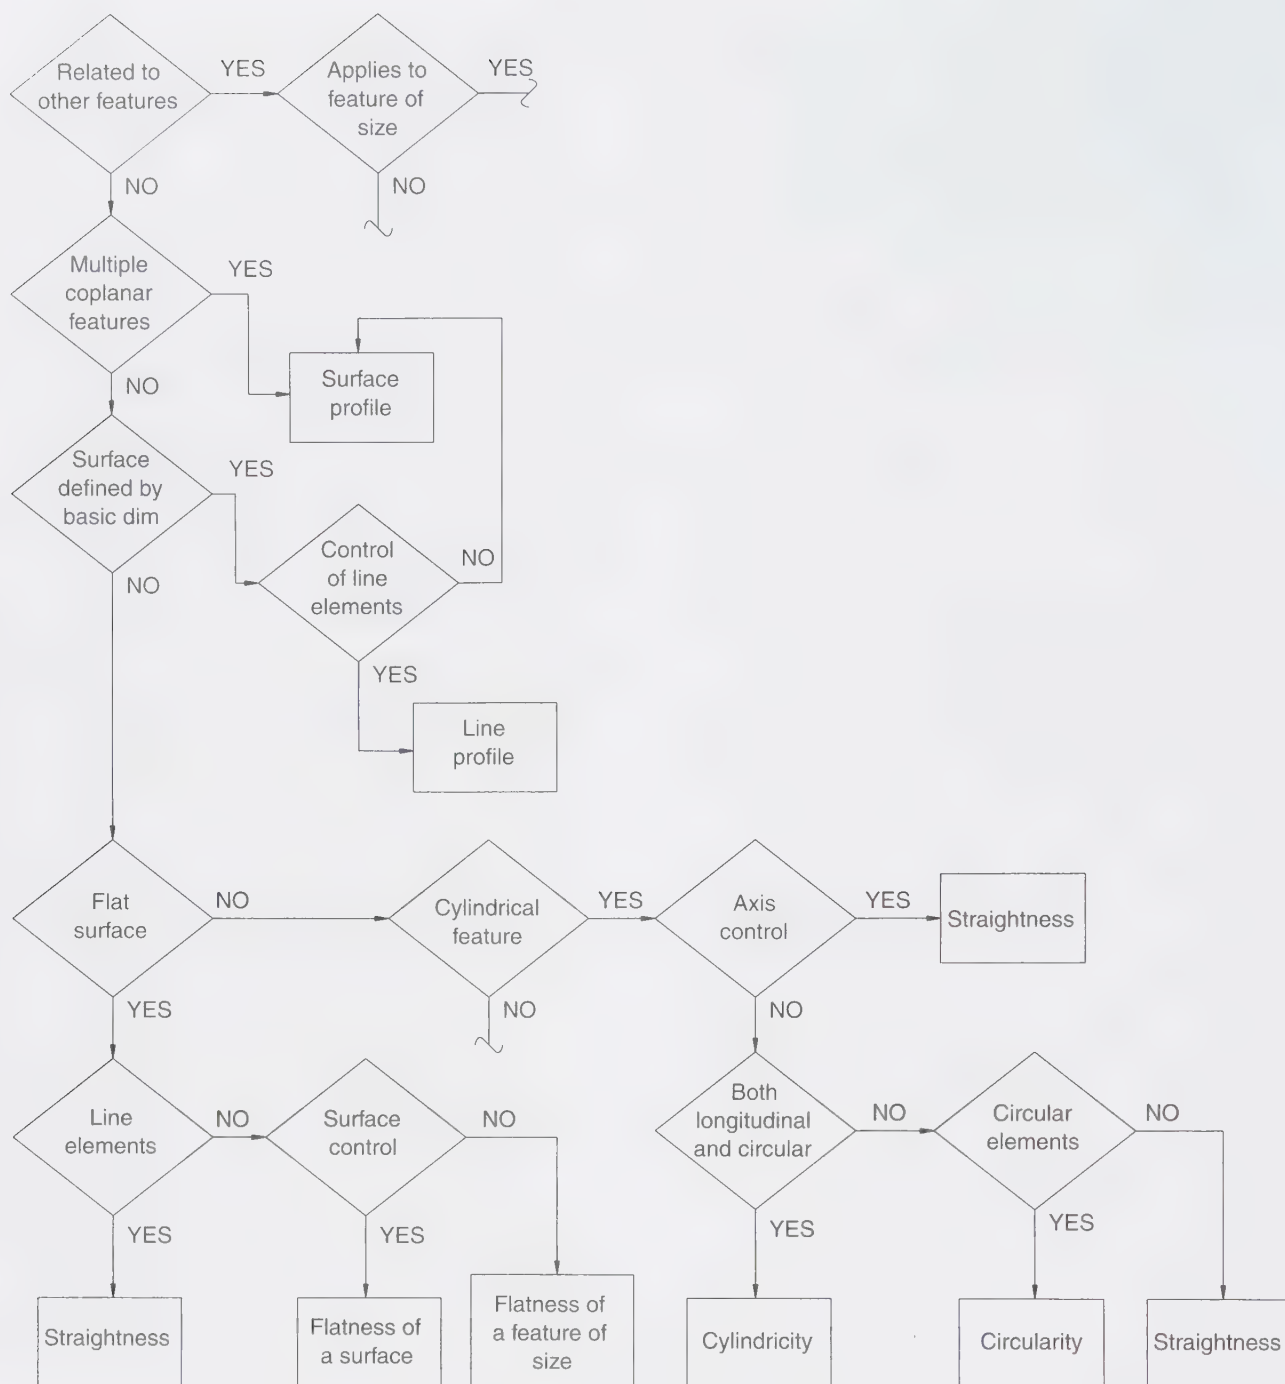 Related to
other features
YES
Applies to
feature of
size
YES
NO
NO
Multiple
coplanar
features
YES
NO
Surface
profile
Surface
defined by
basic dim
YES
NO
Control
of line
elements
NO
YES
Line
profile
Flat
surface
NO
Cylindrical
feature
YES
Axis
control
YES
Straightness
YES
NO
NO
Line
elements
NO
Surface
control
NO
Both
longitudinal
and circular
NO
Circular
elements
NO
YES
YES
YES
YES
Straightness
Flatness of
a surface
Flatness of
a feature of
size
Cylindricity
Circularity
Straightness